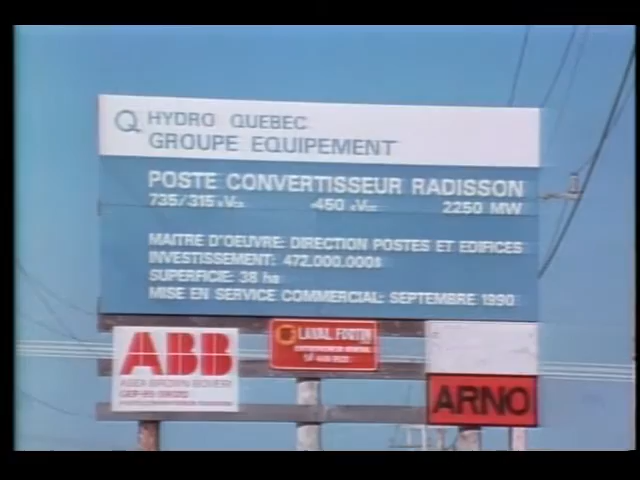 HYDRO QUEBEC
GROUPE EQUIPEMENT
POSTE CONVERTISSEUR RADISSON
735/315 kV 450 kV 2250 MW
MAITRE D'OEUVRE: DIRECTION POSTES ET EDIFICES
INVESTISSEMENT: 472.000.000$
SUPERFICIE: 38 ha
MISE EN SERVICE COMMERCIAL: SEPTEMBRE 1990
ABB
ASEA BROWN BOVERI
LAVAL FORTIN
ARNO